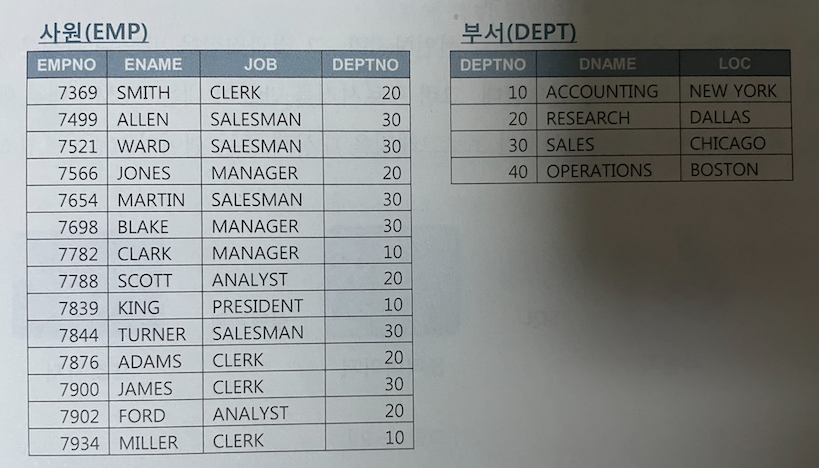 사원(EMP)
EMPNO ENAME JOB DEPTNO
7369 SMITH CLERK 20
7499 ALLEN SALESMAN 30
7521 WARD SALESMAN 30
7566 JONES MANAGER 20
7654 MARTIN SALESMAN 30
7698 BLAKE MANAGER 30
7782 CLARK MANAGER 10
7788 SCOTT ANALYST 20
7839 KING PRESIDENT 10
7844 TURNER SALESMAN 30
7876 ADAMS CLERK 20
7900 JAMES CLERK 30
7902 FORD ANALYST 20
7934 MILLER CLERK 10
부서(DEPT)
DEPTNO DNAME LOC
10 ACCOUNTING NEW YORK
20 RESEARCH DALLAS
30 SALES CHICAGO
40 OPERATIONS BOSTON